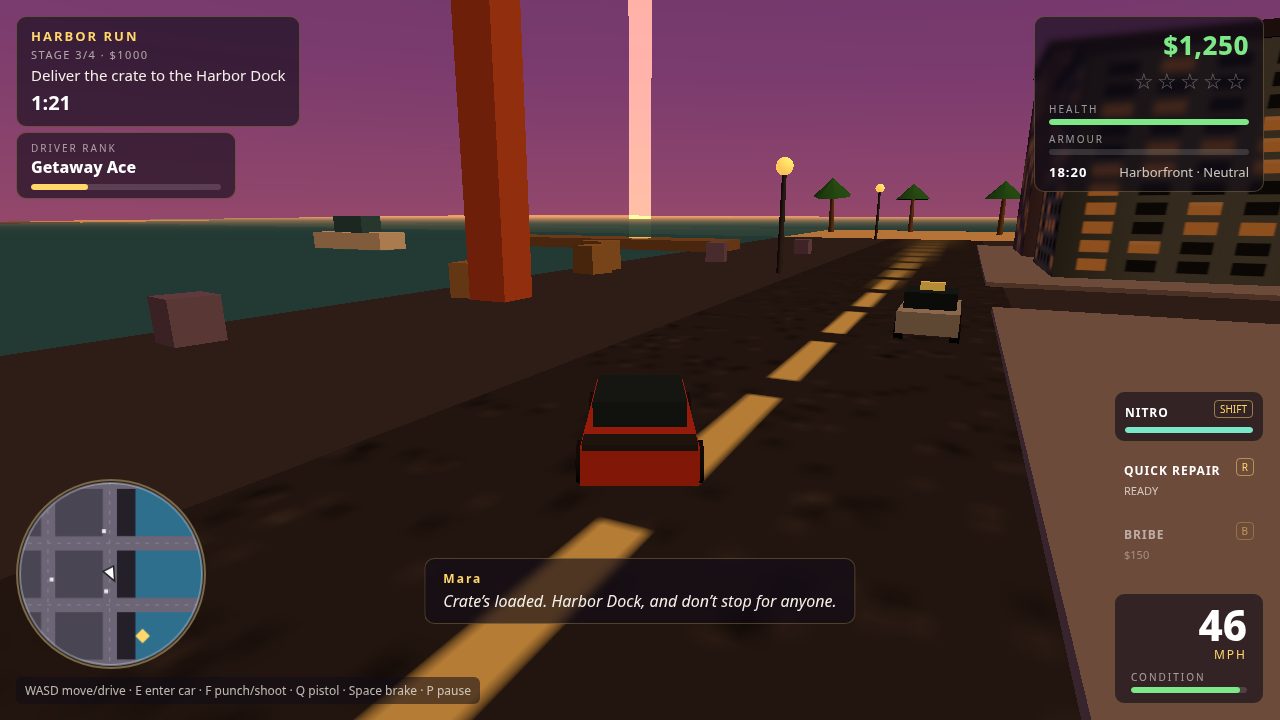 HARBOR RUN
STAGE 3/4 · $1000
Deliver the crate to the Harbor Dock
1:21
DRIVER RANK
Getaway Ace
$1,250
☆☆☆☆☆
HEALTH
ARMOUR
18:20 Harborfront · Neutral
NITRO SHIFT
QUICK REPAIR R
READY
BRIBE B
$150
Mara
Crate’s loaded. Harbor Dock, and don’t stop for anyone.
46
MPH
CONDITION
WASD move/drive · E enter car · F punch/shoot · Q pistol · Space brake · P pause